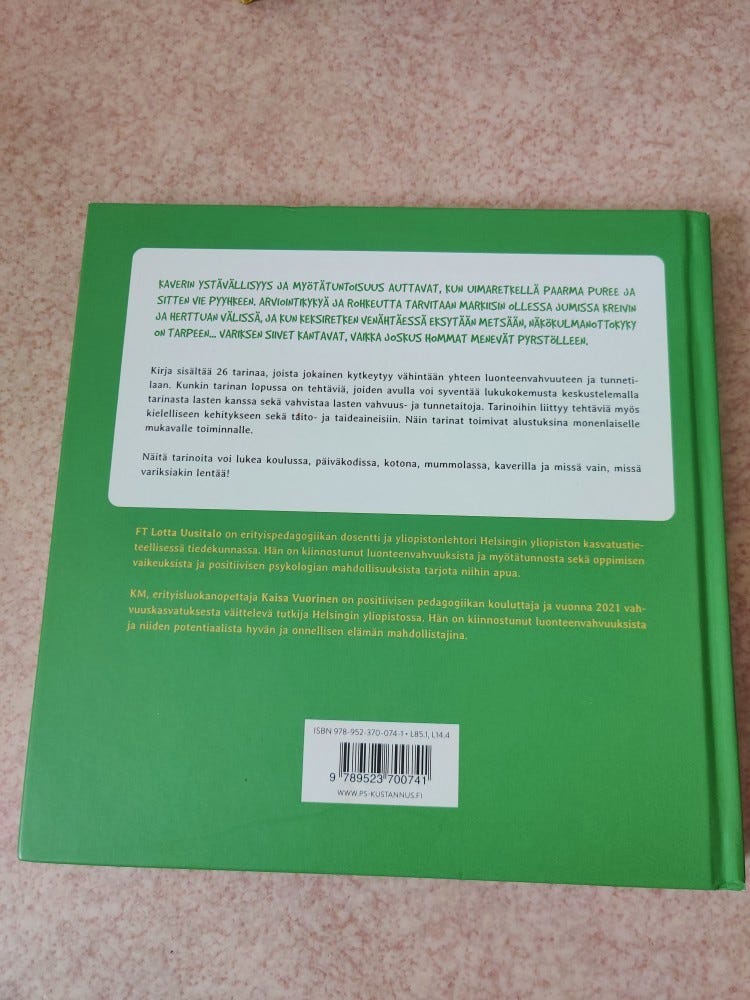 KAVERIN YSTÄVÄLLISYYS JA MYÖTÄTUNTOISUUS AUTTAVAT, KUN UIMARETKELLÄ PAARMA PUREE JA
SITTEN VIE PYYHKEEN. ARVIOINTIKYKYÄ JA ROHKEUTTA TARVITAAN MARKIISIN OLLESSA JUMISSA KREIVIN
JA HERTTUAN VÄLISSÄ, JA KUN KEKSIRETKEN VENÄHTÄESSÄ EKSYTÄÄN METSÄÄN, NÄKÖKULMANOTTOKYKY
ON TARPEEN... VARIKSEN SIIVET KANTAVAT, VAIKKA JOSKUS HOMMAT MENEVÄT PYRSTÖLLEEN.
Kirja sisältää 26 tarinaa, joista jokainen kytkeytyy vähintään yhteen luonteenvahvuuteen ja tunneti-
laan. Kunkin tarinan lopussa on tehtäviä, joiden avulla voi syventää lukukokemusta keskustelemalla
tarinasta lasten kanssa sekä vahvistaa lasten vahvuus- ja tunnetaitoja. Tarinoihin liittyy tehtäviä myös
kielelliseen kehitykseen sekä taito- ja taideaineisiin. Näin tarinat toimivat alustuksina monenlaiselle
mukavalle toiminnalle.
Näitä tarinoita voi lukea koulussa, päiväkodissa, kotona, mummolassa, kaverilla ja missä vain, missä
variksiakin lentää!
FT Lotta Uusitalo on erityispedagogiikan dosentti ja yliopistonlehtori Helsingin yliopiston kasvatustie-
teellisessä tiedekunnassa. Hän on kiinnostunut luonteenvahvuuksista ja myötätunnosta sekä oppimisen
vaikeuksista ja positiivisen psykologian mahdollisuuksista tarjota niihin apua.
KM, erityisluokanopettaja Kaisa Vuorinen on positiivisen pedagogiikan kouluttaja ja vuonna 2021 vah-
vuuskasvatuksesta väittelevä tutkija Helsingin yliopistossa. Hän on kiinnostunut luonteenvahvuuksista
ja niiden potentiaalista hyvän ja onnellisen elämän mahdollistajina.
ISBN 978-952-370-074-1 • L85.1, L14.4
9 789523 700741
WWW.PS-KUSTANNUS.FI